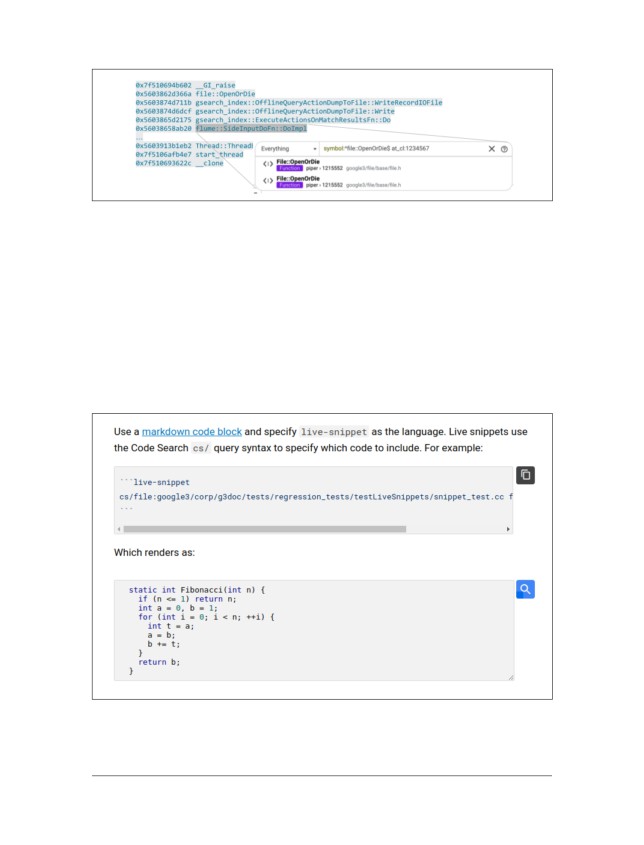 0x7f510694b602 __GI_raise
0x5603862d366a file::OpenOrDie
0x5603874d711b gsearch_index::OfflineQueryActionDumpToFile::WriteRecordIOFile
0x5603874d6dcf gsearch_index::OfflineQueryActionDumpToFile::Write
0x5603865d2175 gsearch_index::ExecuteActionsOnMatchResultsFn::Do
0x56038658ab20 flume::SideInputDoFn::DoImpl
...
0x5603913b1eb2 Thread::ThreadB
0x7f5106afb4e7 start_thread
0x7f510693622c __clone
Everything symbol:^file::OpenOrDie$ at_cl:1234567
File::OpenOrDie
Function piper › 1215552 google3/file/base/file.h
File::OpenOrDie
Function piper › 1215552 google3/file/base/file.h
Use a markdown code block and specify live-snippet as the language. Live snippets use
the Code Search cs/ query syntax to specify which code to include. For example:
```live-snippet
cs/file:google3/corp/g3doc/tests/regression_tests/testLiveSnippets/snippet_test.cc f
```
Which renders as:
static int Fibonacci(int n) {
if (n <= 1) return n;
int a = 0, b = 1;
for (int i = 0; i < n; ++i) {
int t = a;
a = b;
b += t;
}
return b;
}